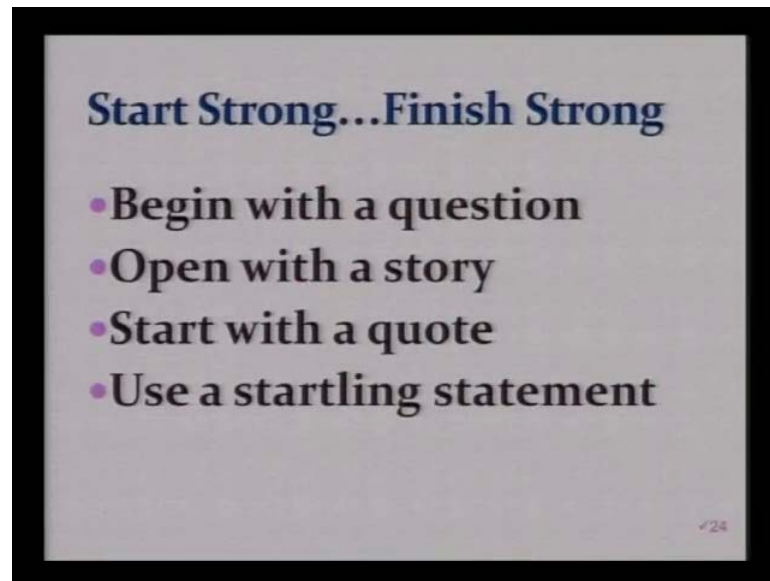 Start Strong...Finish Strong
•Begin with a question
•Open with a story
•Start with a quote
•Use a startling statement
✓24